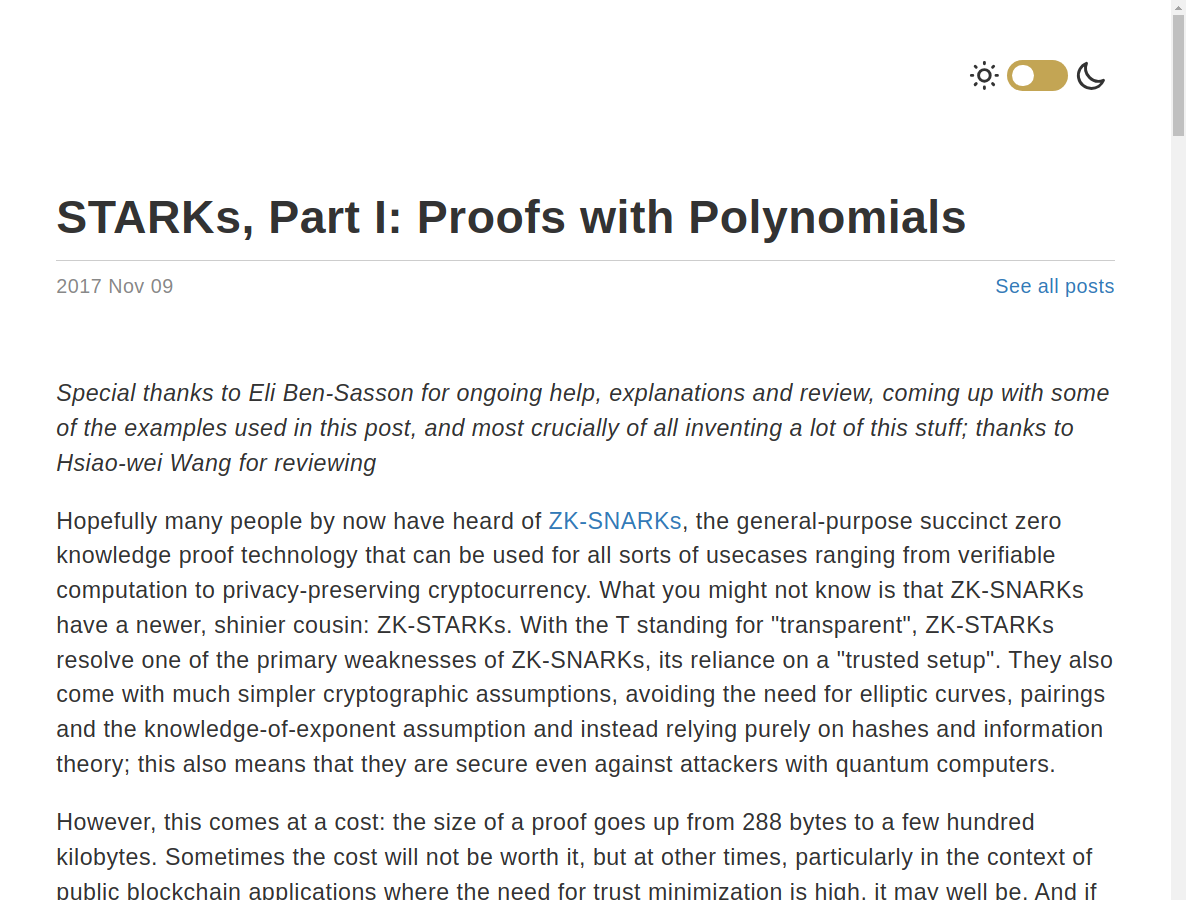 STARKs, Part I: Proofs with Polynomials
2017 Nov 09
See all posts
Special thanks to Eli Ben-Sasson for ongoing help, explanations and review, coming up with some
of the examples used in this post, and most crucially of all inventing a lot of this stuff; thanks to
Hsiao-wei Wang for reviewing
Hopefully many people by now have heard of ZK-SNARKs, the general-purpose succinct zero
knowledge proof technology that can be used for all sorts of usecases ranging from verifiable
computation to privacy-preserving cryptocurrency. What you might not know is that ZK-SNARKs
have a newer, shinier cousin: ZK-STARKs. With the T standing for "transparent", ZK-STARKs
resolve one of the primary weaknesses of ZK-SNARKs, its reliance on a "trusted setup". They also
come with much simpler cryptographic assumptions, avoiding the need for elliptic curves, pairings
and the knowledge-of-exponent assumption and instead relying purely on hashes and information
theory; this also means that they are secure even against attackers with quantum computers.
However, this comes at a cost: the size of a proof goes up from 288 bytes to a few hundred
kilobytes. Sometimes the cost will not be worth it, but at other times, particularly in the context of
public blockchain applications where the need for trust minimization is high, it may well be. And if